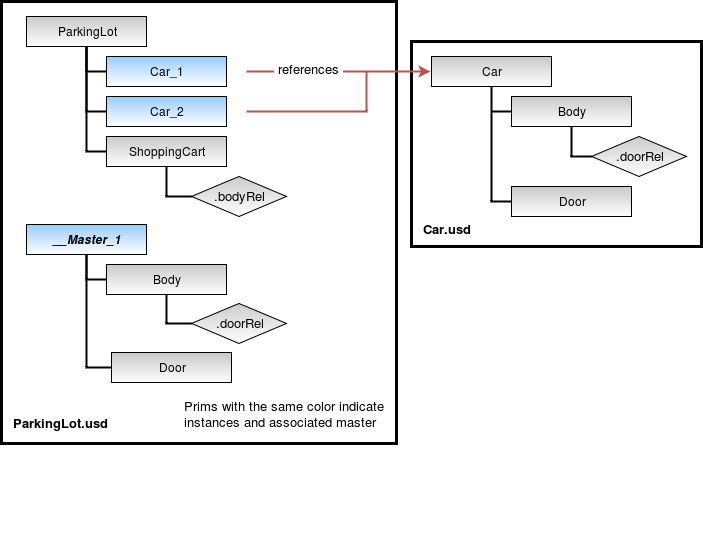 ParkingLot
Car_1
references
Car_2
ShoppingCart
.bodyRel
__Master_1
Body
.doorRel
Door
Prims with the same color indicate
instances and associated master
ParkingLot.usd
Car
Body
.doorRel
Door
Car.usd